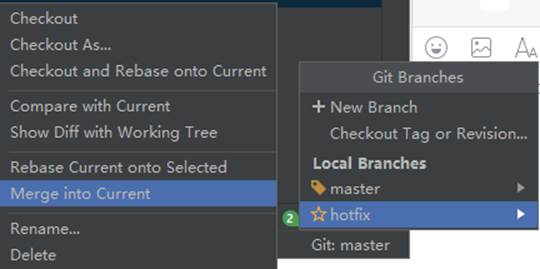 Checkout
Checkout As...
Checkout and Rebase onto Current
Compare with Current
Show Diff with Working Tree
Rebase Current onto Selected
Merge into Current
Rename...
Delete
Git Branches
New Branch
Checkout Tag or Revision...
Local Branches
master
hotfix
2
Git: master
AA